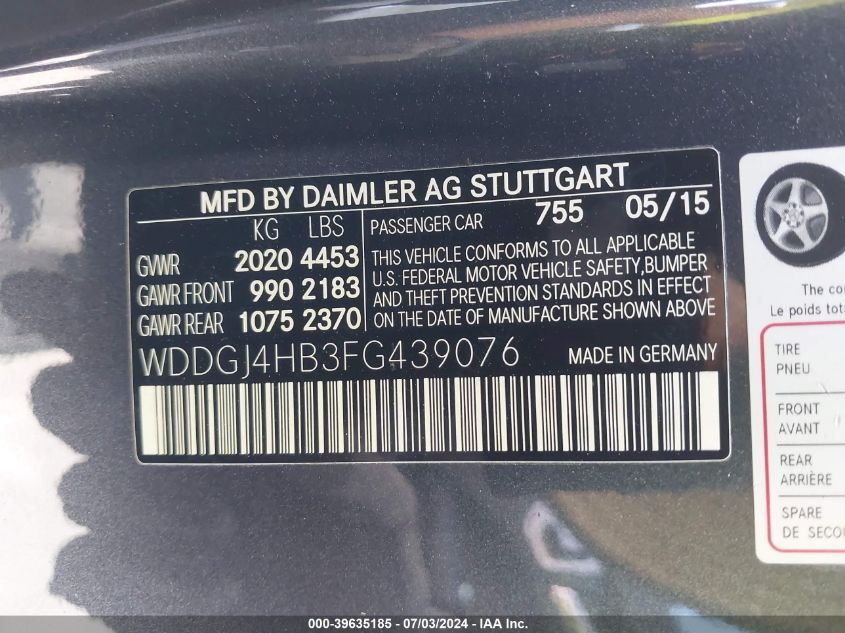 MFD BY DAIMLER AG STUTTGART
KG LBS
GVWR 2020 4453
GAWR FRONT 990 2183
GAWR REAR 1075 2370
PASSENGER CAR 755 05/15
THIS VEHICLE CONFORMS TO ALL APPLICABLE
U.S. FEDERAL MOTOR VEHICLE SAFETY,BUMPER
AND THEFT PREVENTION STANDARDS IN EFFECT
ON THE DATE OF MANUFACTURE SHOWN ABOVE
WDDGJ4HB3FG439076 MADE IN GERMANY
The
Le poids
TIRE
PNEU
FRONT
AVANT
REAR
ARRIÈRE
SPARE
DE
000-39635185 - 07/03/2024 - IAA Inc.